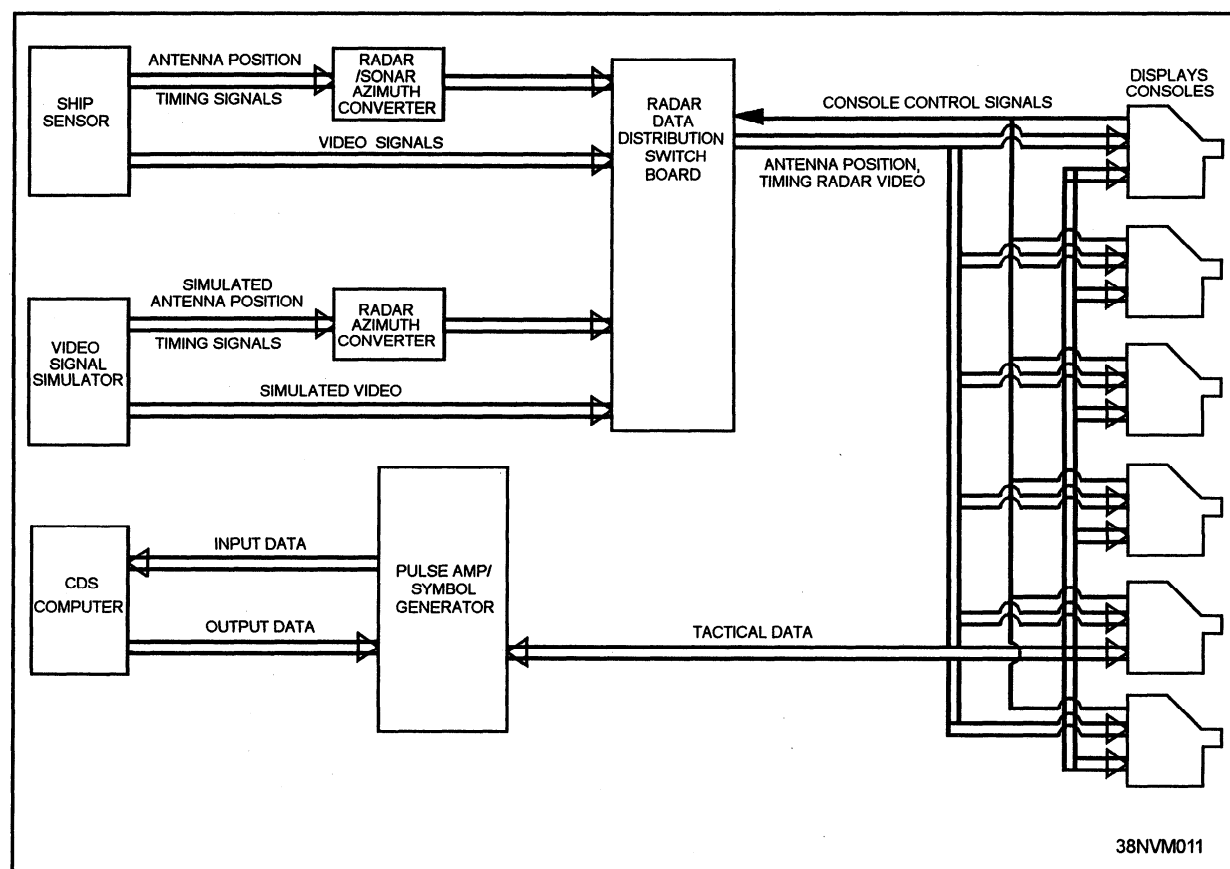 ANTENNA POSITION
TIMING SIGNALS
RADAR
/SONAR
AZIMUTH
CONVERTER
SHIP
SENSOR
VIDEO SIGNALS
RADAR
DATA
DISTRIBUTION
SWITCH
BOARD
CONSOLE CONTROL SIGNALS
ANTENNA POSITION,
TIMING RADAR VIDEO
DISPLAYS
CONSOLES
SIMULATED
ANTENNA POSITION
TIMING SIGNALS
RADAR
AZIMUTH
CONVERTER
VIDEO
SIGNAL
SIMULATOR
SIMULATED VIDEO
CDS
COMPUTER
INPUT DATA
OUTPUT DATA
PULSE AMP/
SYMBOL
GENERATOR
TACTICAL DATA
38NVM011